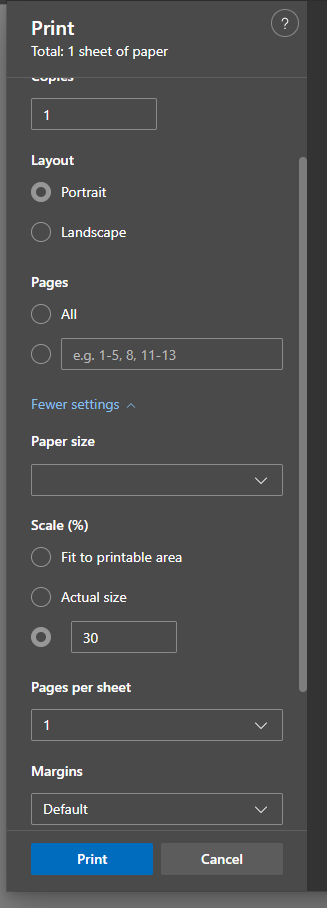 Print
?
Total: 1 sheet of paper
Copies
1
Layout
Portrait
Landscape
Pages
All
e.g. 1-5, 8, 11-13
Fewer settings
Paper size
Scale (%)
Fit to printable area
Actual size
30
Pages per sheet
1
Margins
Default
Print
Cancel